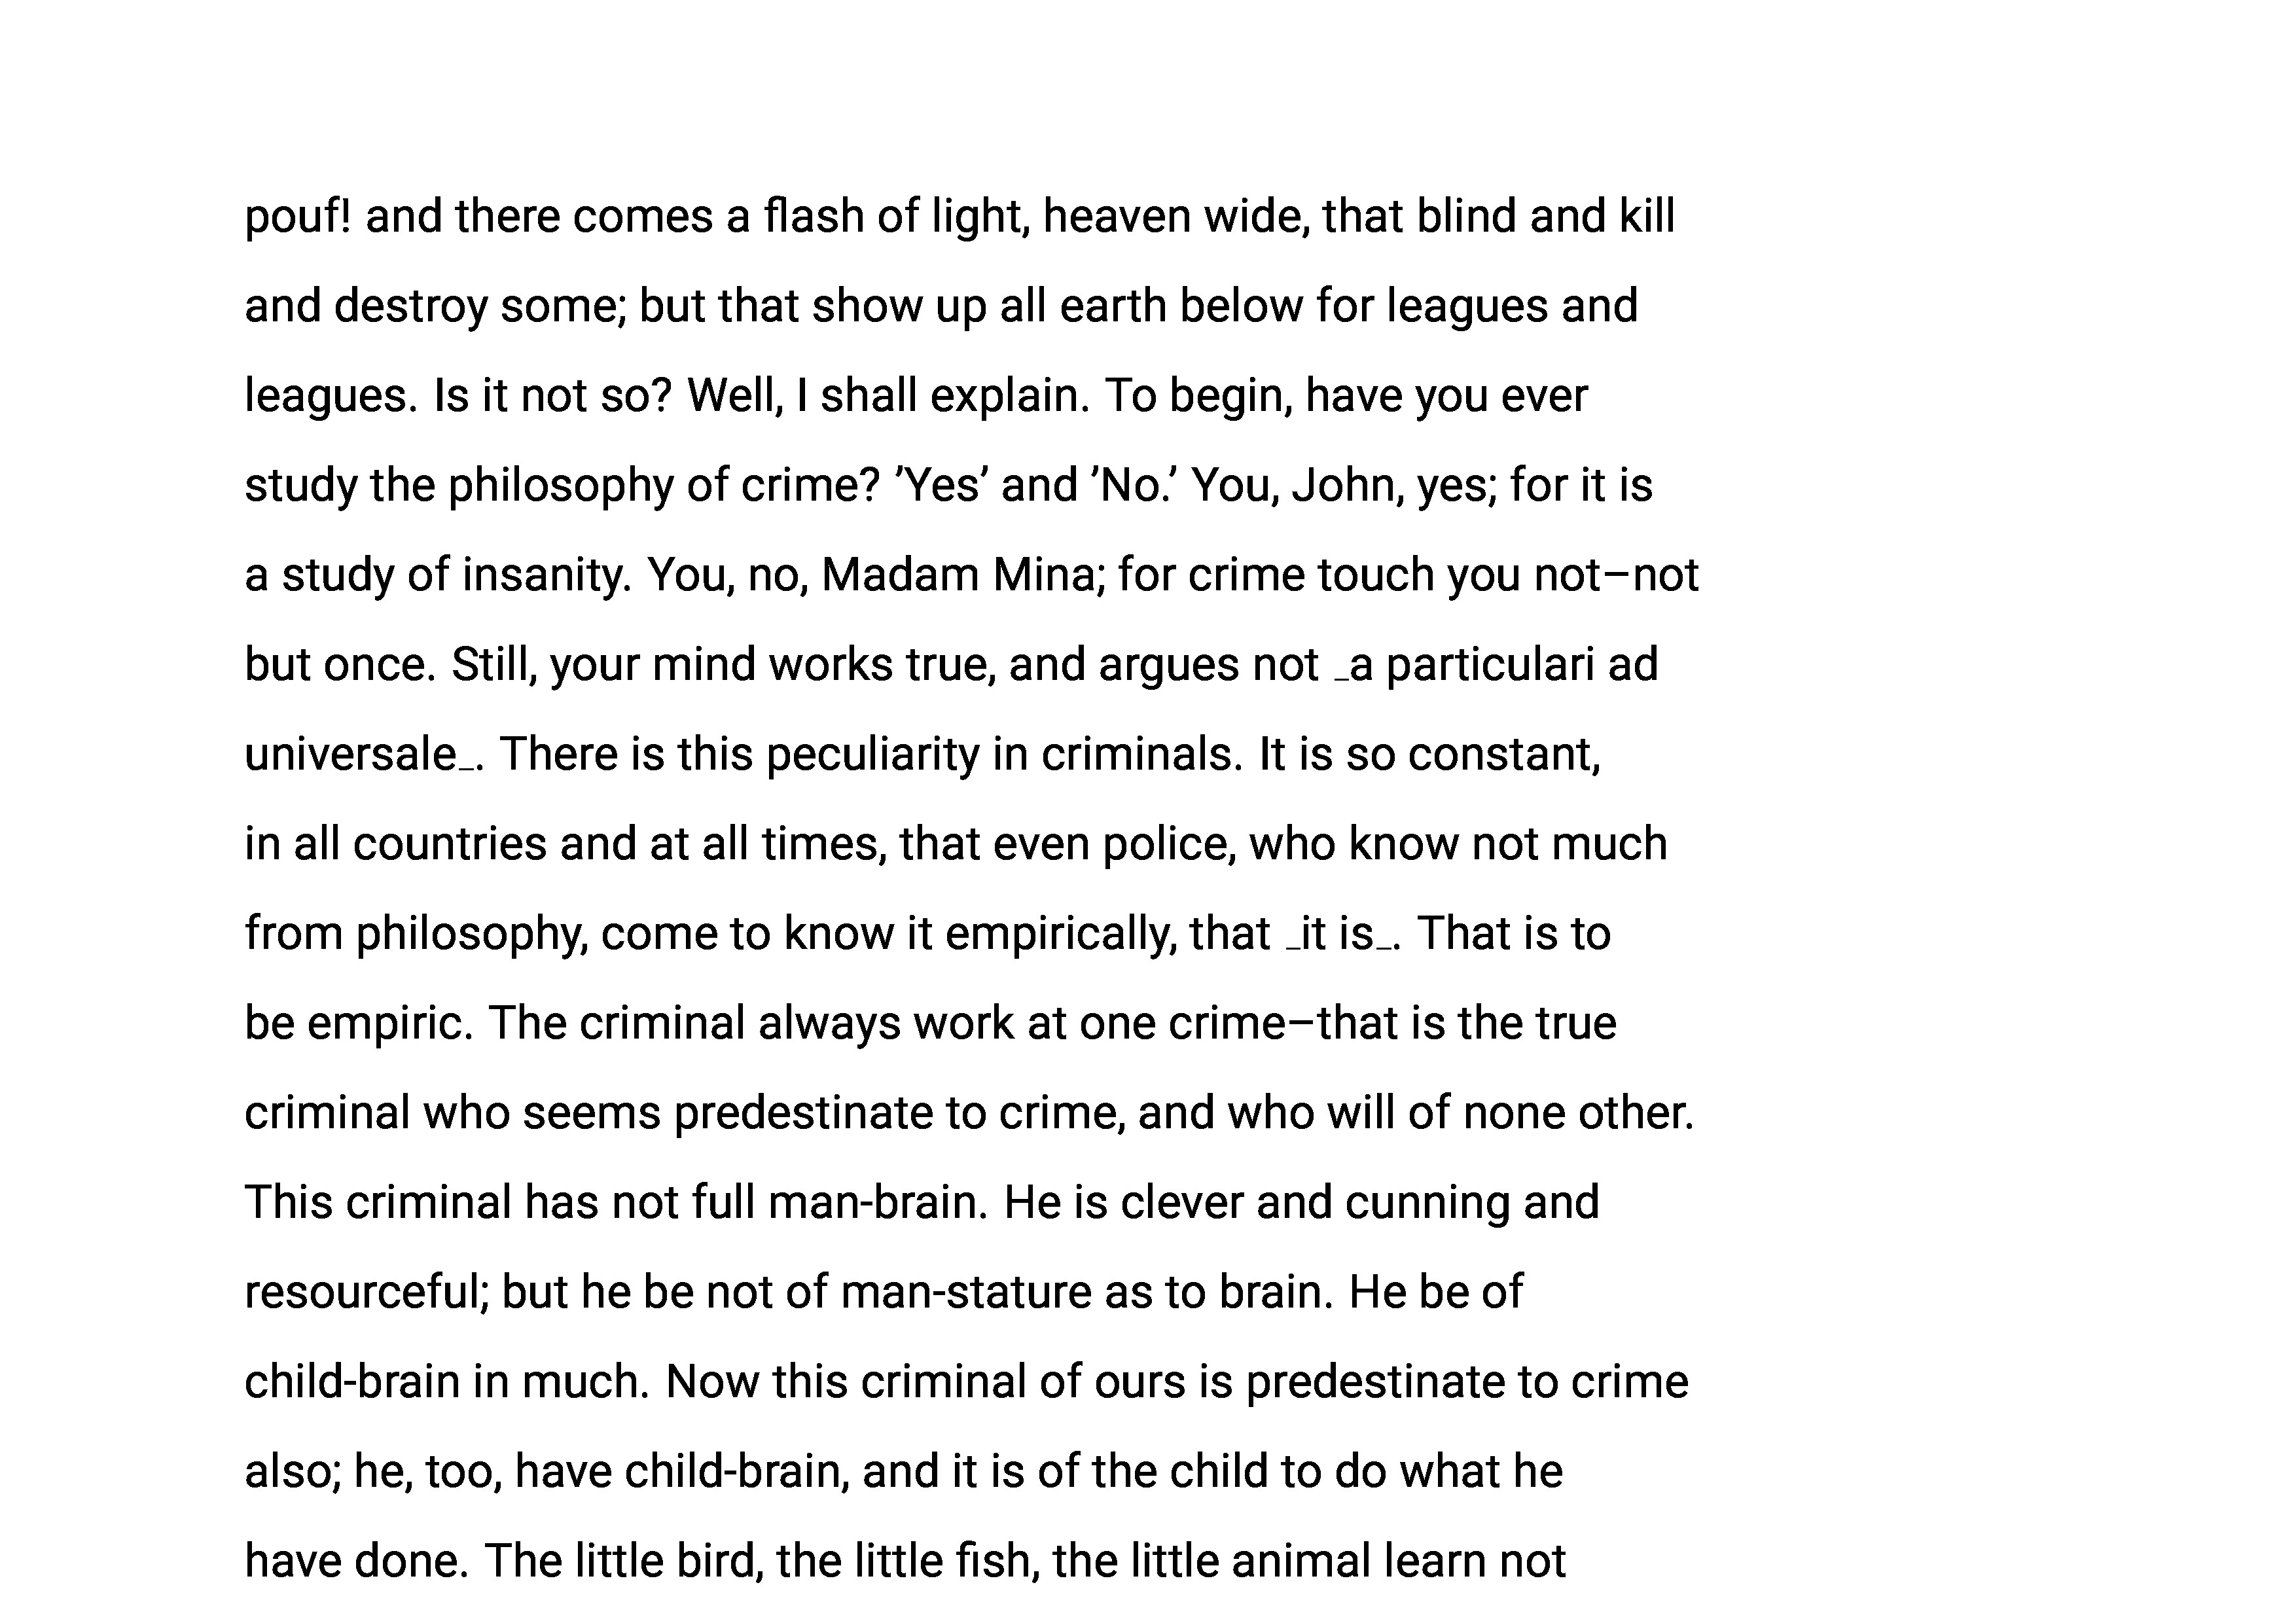 pouf! and there comes a flash of light, heaven wide, that blind and kill
and destroy some; but that show up all earth below for leagues and
leagues. Is it not so? Well, I shall explain. To begin, have you ever
study the philosophy of crime? ’Yes’ and ’No.’ You, John, yes; for it is
a study of insanity. You, no, Madam Mina; for crime touch you not–not
but once. Still, your mind works true, and argues not _a particulari ad
universale_. There is this peculiarity in criminals. It is so constant,
in all countries and at all times, that even police, who know not much
from philosophy, come to know it empirically, that _it is_. That is to
be empiric. The criminal always work at one crime–that is the true
criminal who seems predestinate to crime, and who will of none other.
This criminal has not full man-brain. He is clever and cunning and
resourceful; but he be not of man-stature as to brain. He be of
child-brain in much. Now this criminal of ours is predestinate to crime
also; he, too, have child-brain, and it is of the child to do what he
have done. The little bird, the little fish, the little animal learn not